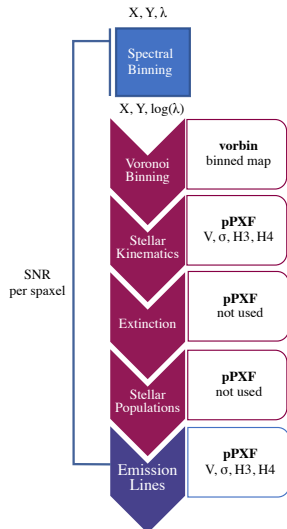 X, Y, λ
Spectral
Binning
X, Y, log(λ)
Voronoi
Binning
vorbin
binned map
Stellar
Kinematics
pPXF
V, σ, H3, H4
SNR
per spaxel
Extinction
pPXF
not used
Stellar
Populations
pPXF
not used
Emission
Lines
pPXF
V, σ, H3, H4